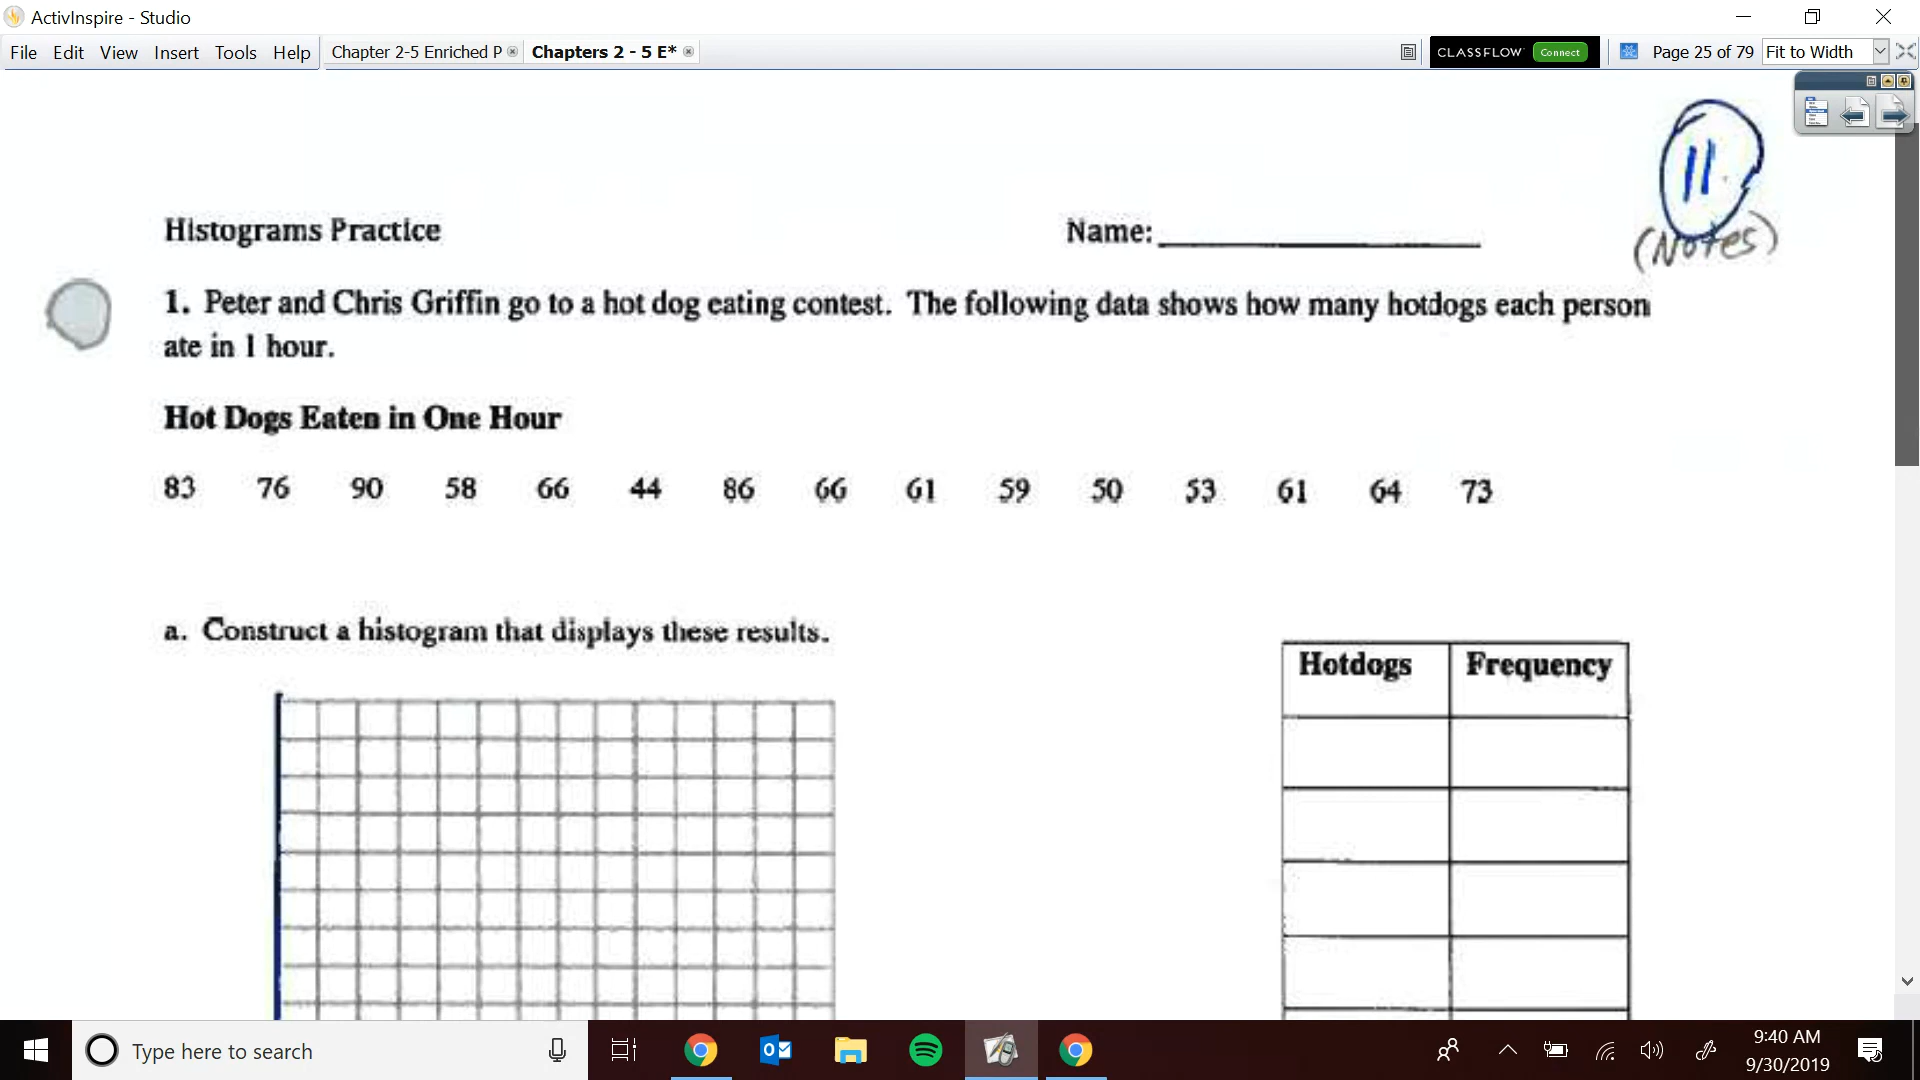 ActivInspire - Studio
File Edit View Insert Tools Help
Chapter 2-5 Enriched P
Chapters 2 - 5 E*
CLASSFLOW Connect
Page 25 of 79
Fit to Width
11
(Notes)
Histograms Practice
Name:
1. Peter and Chris Griffin go to a hot dog eating contest. The following data shows how many hotdogs each person
ate in 1 hour.
Hot Dogs Eaten in One Hour
83 76 90 58 66 44 86 66 61 59 50 53 61 64 73
a. Construct a histogram that displays these results.
Hotdogs Frequency
Type here to search
9:40 AM
9/30/2019